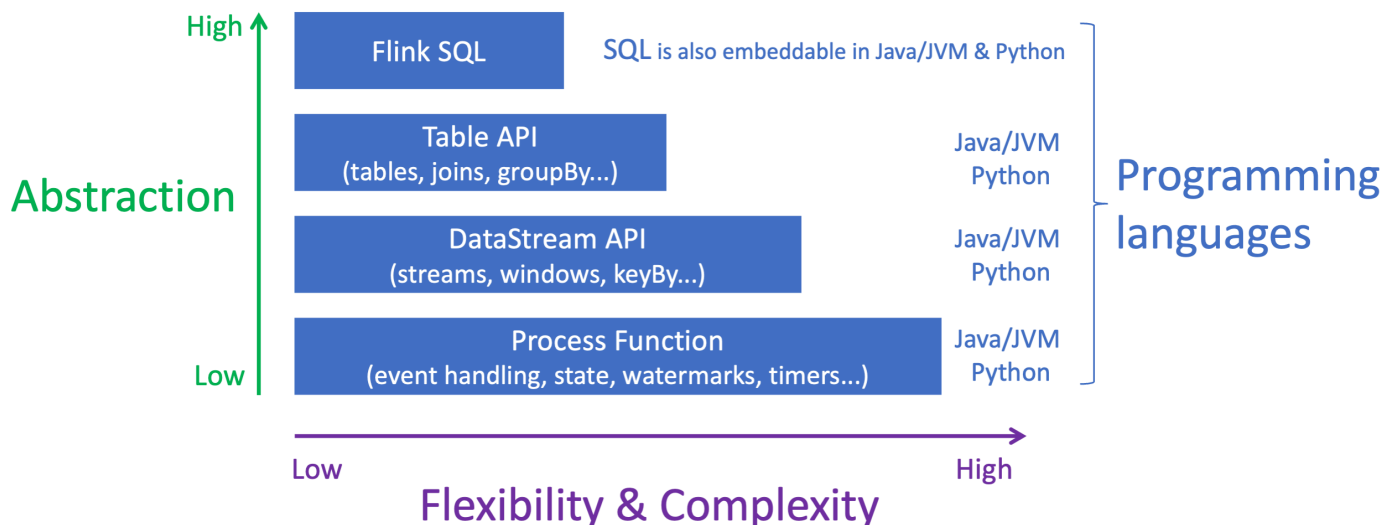 High
Flink SQL
SQL is also embeddable in Java/JVM & Python
Table API
(tables, joins, groupBy...)
Java/JVM
Python
Abstraction
Programming
languages
DataStream API
(streams, windows, keyBy...)
Java/JVM
Python
Process Function
(event handling, state, watermarks, timers...)
Java/JVM
Python
Low
Low
High
Flexibility & Complexity